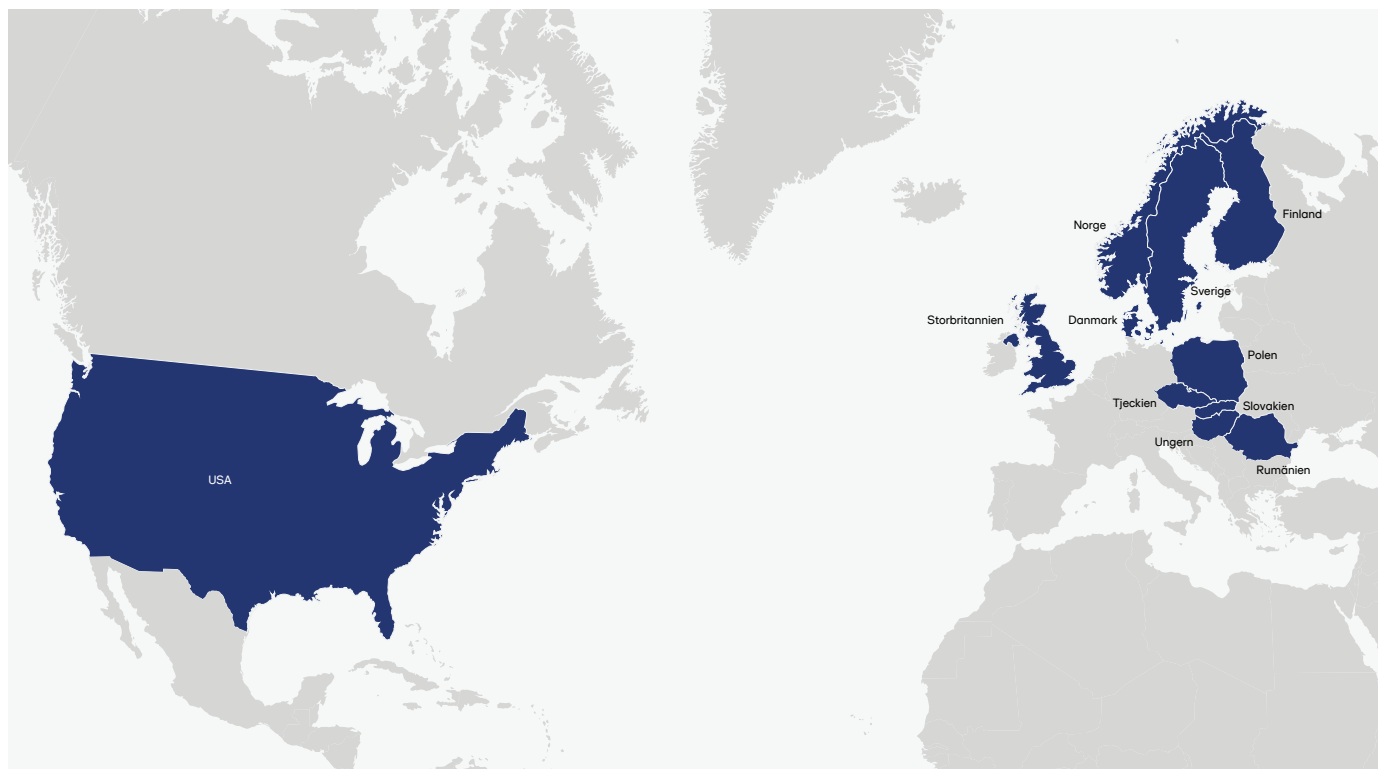 Norge
Finland
Sverige
Storbritannien
Danmark
Polen
Tjeckien
Slovakien
Ungern
Rumänien
USA